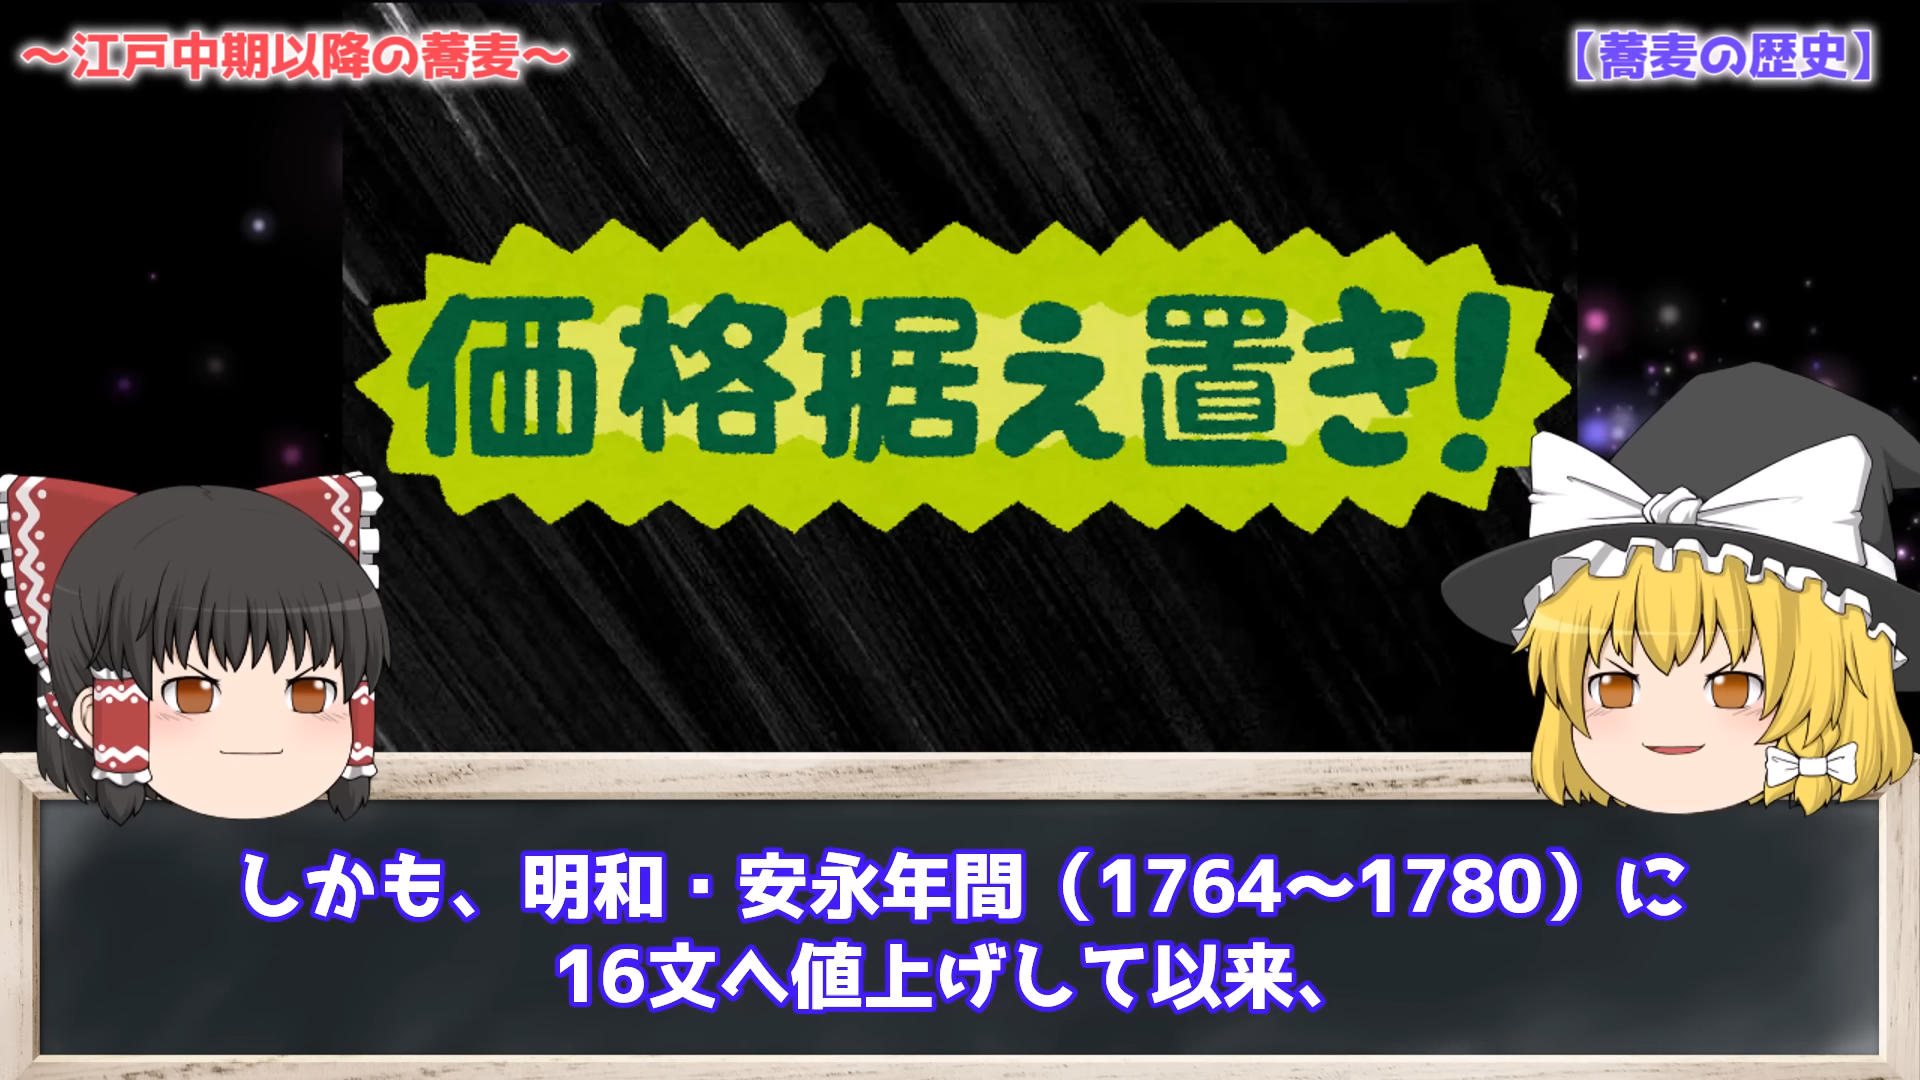 ～江戸中期以降の蕎麦～
【蕎麦の歴史】
価格据え置き!
しかも、明和・安永年間（1764～1780）に
16文へ値上げして以来、